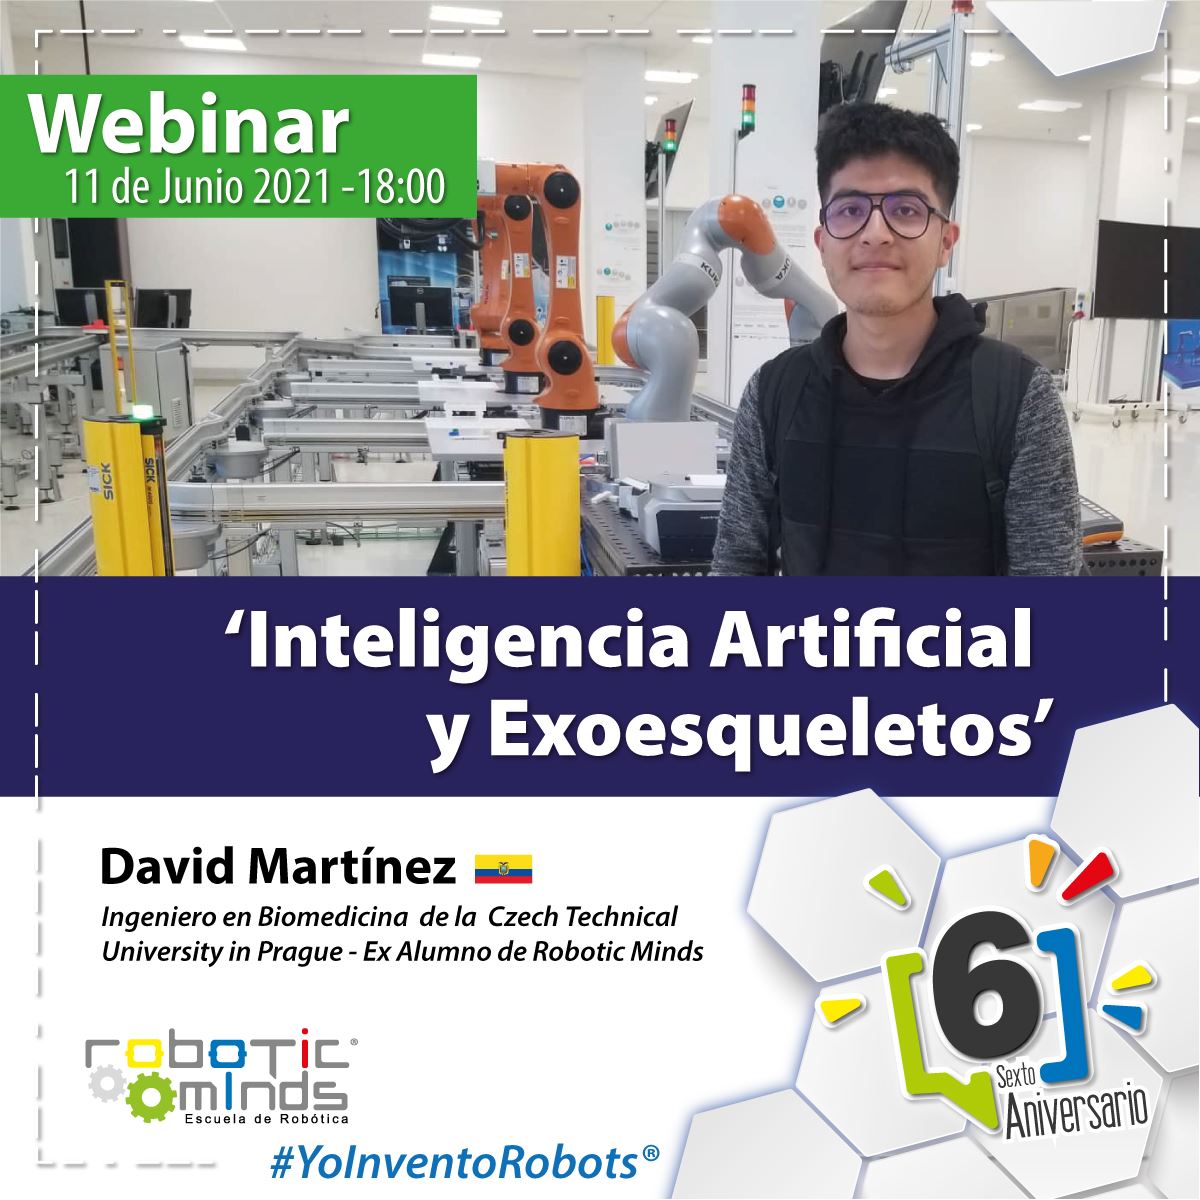 Webinar
11 de Junio 2021 -18:00
KUKA
KUKA
SICK
SICK
‘Inteligencia Artificial
y Exoesqueletos’
David Martínez
Ingeniero en Biomedicina de la Czech Technical
University in Prague - Ex Alumno de Robotic Minds
robotic®
minds
Escuela de Robótica
#YoInventoRobots®
6
Sexto
Aniversario